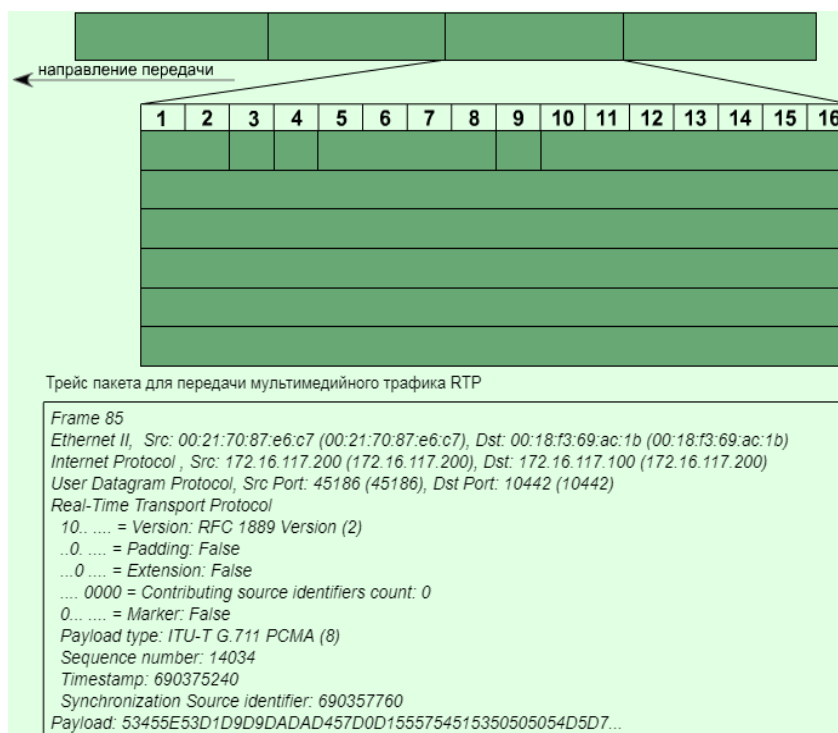 направление передачи
1 2 3 4 5 6 7 8 9 10 11 12 13 14 15 16
Трейс пакета для передачи мультимедийного трафика RTP
Frame 85
Ethernet II, Src: 00:21:70:87:e6:c7 (00:21:70:87:e6:c7), Dst: 00:18:f3:69:ac:1b (00:18:f3:69:ac:1b)
Internet Protocol , Src: 172.16.117.200 (172.16.117.200), Dst: 172.16.117.100 (172.16.117.200)
User Datagram Protocol, Src Port: 45186 (45186), Dst Port: 10442 (10442)
Real-Time Transport Protocol
10.. .... = Version: RFC 1889 Version (2)
..0. .... = Padding: False
...0 .... = Extension: False
.... 0000 = Contributing source identifiers count: 0
0... .... = Marker: False
Payload type: ITU-T G.711 PCMA (8)
Sequence number: 14034
Timestamp: 690375240
Synchronization Source identifier: 690357760
Payload: 53455E53D1D9D9DADAD457D0D1555754515350505054D5D7...